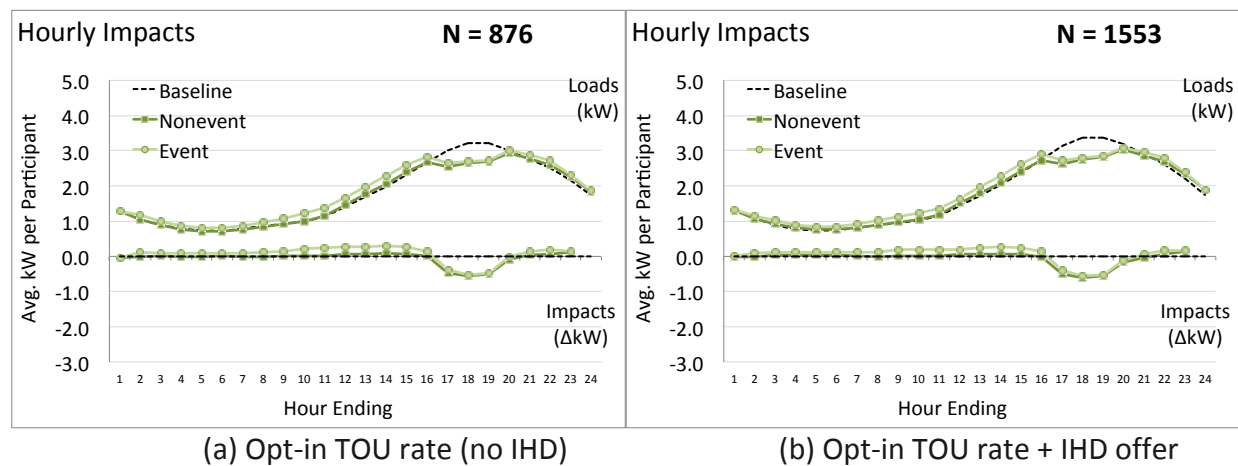 Hourly Impacts
N = 876
Loads
(kW)
Baseline
Nonevent
Event
Avg. kW per Participant
5.0
4.0
3.0
2.0
1.0
0.0
-1.0
-2.0
-3.0
Impacts
(ΔkW)
1 2 3 4 5 6 7 8 9 10 11 12 13 14 15 16 17 18 19 20 21 22 23 24
Hour Ending
(a) Opt-in TOU rate (no IHD)
Hourly Impacts
N = 1553
Loads
(kW)
Baseline
Nonevent
Event
Avg. kW per Participant
5.0
4.0
3.0
2.0
1.0
0.0
-1.0
-2.0
-3.0
Impacts
(ΔkW)
1 2 3 4 5 6 7 8 9 10 11 12 13 14 15 16 17 18 19 20 21 22 23 24
Hour Ending
(b) Opt-in TOU rate + IHD offer